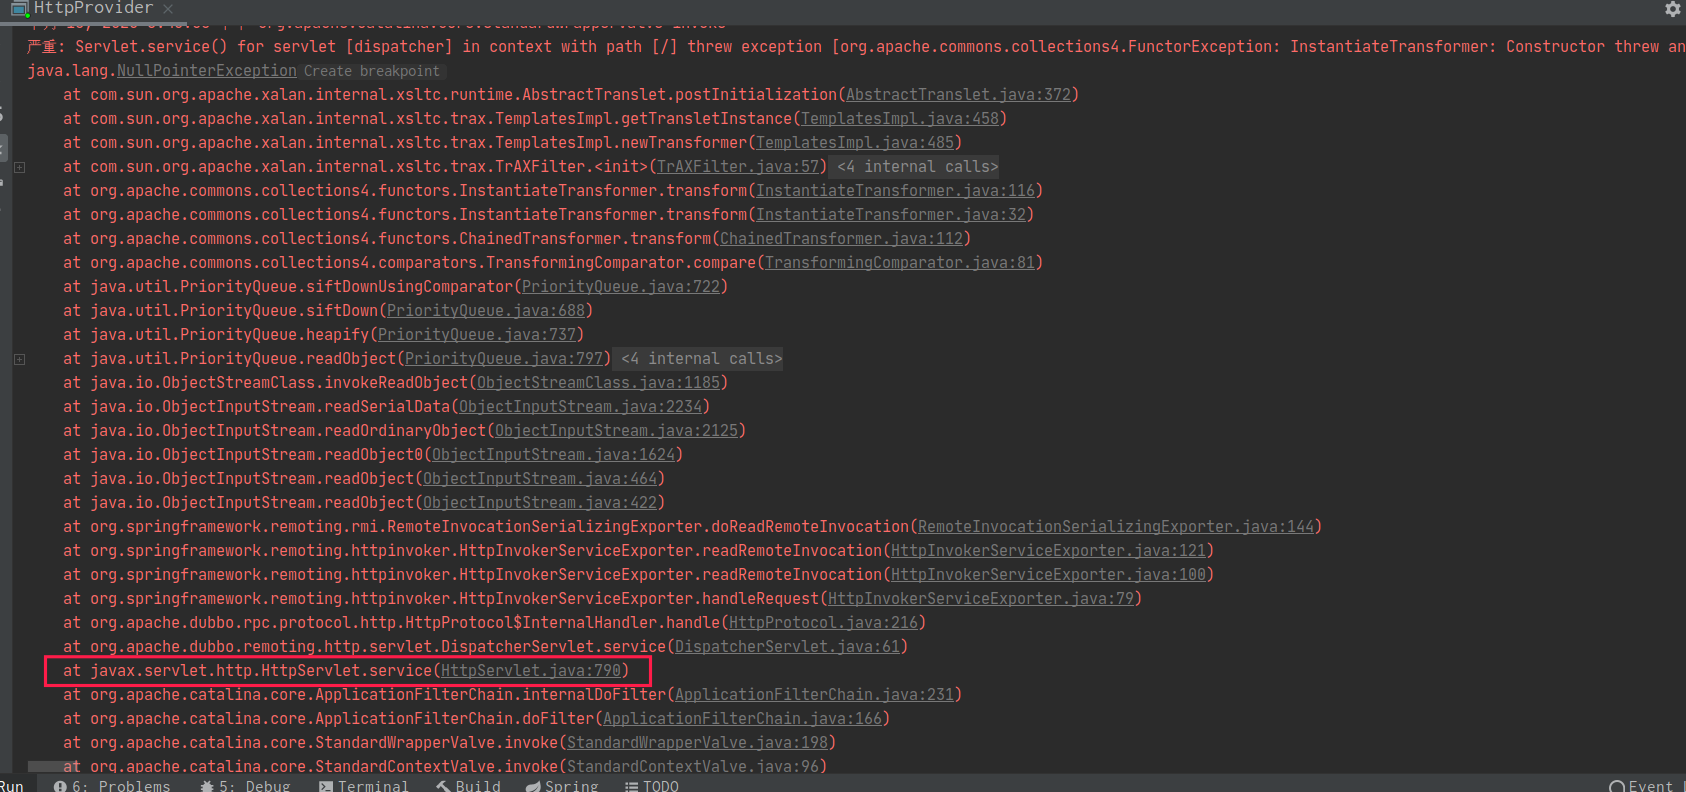 HttpProvider
严重: Servlet.service() for servlet [dispatcher] in context with path [/] threw exception [org.apache.commons.collections4.FunctorException: InstantiateTransformer: Constructor threw an
java.lang.NullPointerException Create breakpoint
at com.sun.org.apache.xalan.internal.xsltc.runtime.AbstractTranslet.postInitialization(AbstractTranslet.java:372)
at com.sun.org.apache.xalan.internal.xsltc.trax.TemplatesImpl.getTransletInstance(TemplatesImpl.java:458)
at com.sun.org.apache.xalan.internal.xsltc.trax.TemplatesImpl.newTransformer(TemplatesImpl.java:485)
at com.sun.org.apache.xalan.internal.xsltc.trax.TrAXFilter.<init>(TrAXFilter.java:57) <4 internal calls>
at org.apache.commons.collections4.functors.InstantiateTransformer.transform(InstantiateTransformer.java:116)
at org.apache.commons.collections4.functors.InstantiateTransformer.transform(InstantiateTransformer.java:32)
at org.apache.commons.collections4.functors.ChainedTransformer.transform(ChainedTransformer.java:112)
at org.apache.commons.collections4.comparators.TransformingComparator.compare(TransformingComparator.java:81)
at java.util.PriorityQueue.siftDownUsingComparator(PriorityQueue.java:722)
at java.util.PriorityQueue.siftDown(PriorityQueue.java:688)
at java.util.PriorityQueue.heapify(PriorityQueue.java:737)
at java.util.PriorityQueue.readObject(PriorityQueue.java:797) <4 internal calls>
at java.io.ObjectStreamClass.invokeReadObject(ObjectStreamClass.java:1185)
at java.io.ObjectInputStream.readSerialData(ObjectInputStream.java:2234)
at java.io.ObjectInputStream.readOrdinaryObject(ObjectInputStream.java:2125)
at java.io.ObjectInputStream.readObject0(ObjectInputStream.java:1624)
at java.io.ObjectInputStream.readObject(ObjectInputStream.java:464)
at java.io.ObjectInputStream.readObject(ObjectInputStream.java:422)
at org.springframework.remoting.rmi.RemoteInvocationSerializingExporter.doReadRemoteInvocation(RemoteInvocationSerializingExporter.java:144)
at org.springframework.remoting.httpinvoker.HttpInvokerServiceExporter.readRemoteInvocation(HttpInvokerServiceExporter.java:121)
at org.springframework.remoting.httpinvoker.HttpInvokerServiceExporter.readRemoteInvocation(HttpInvokerServiceExporter.java:100)
at org.springframework.remoting.httpinvoker.HttpInvokerServiceExporter.handleRequest(HttpInvokerServiceExporter.java:79)
at org.apache.dubbo.rpc.protocol.http.HttpProtocol$InternalHandler.handle(HttpProtocol.java:216)
at org.apache.dubbo.remoting.http.servlet.DispatcherServlet.service(DispatcherServlet.java:61)
at javax.servlet.http.HttpServlet.service(HttpServlet.java:790)
at org.apache.catalina.core.ApplicationFilterChain.internalDoFilter(ApplicationFilterChain.java:231)
at org.apache.catalina.core.ApplicationFilterChain.doFilter(ApplicationFilterChain.java:166)
at org.apache.catalina.core.StandardWrapperValve.invoke(StandardWrapperValve.java:198)
at org.apache.catalina.core.StandardContextValve.invoke(StandardContextValve.java:96)
Run 6: Problems 5: Debug Terminal Build Spring TODO Event